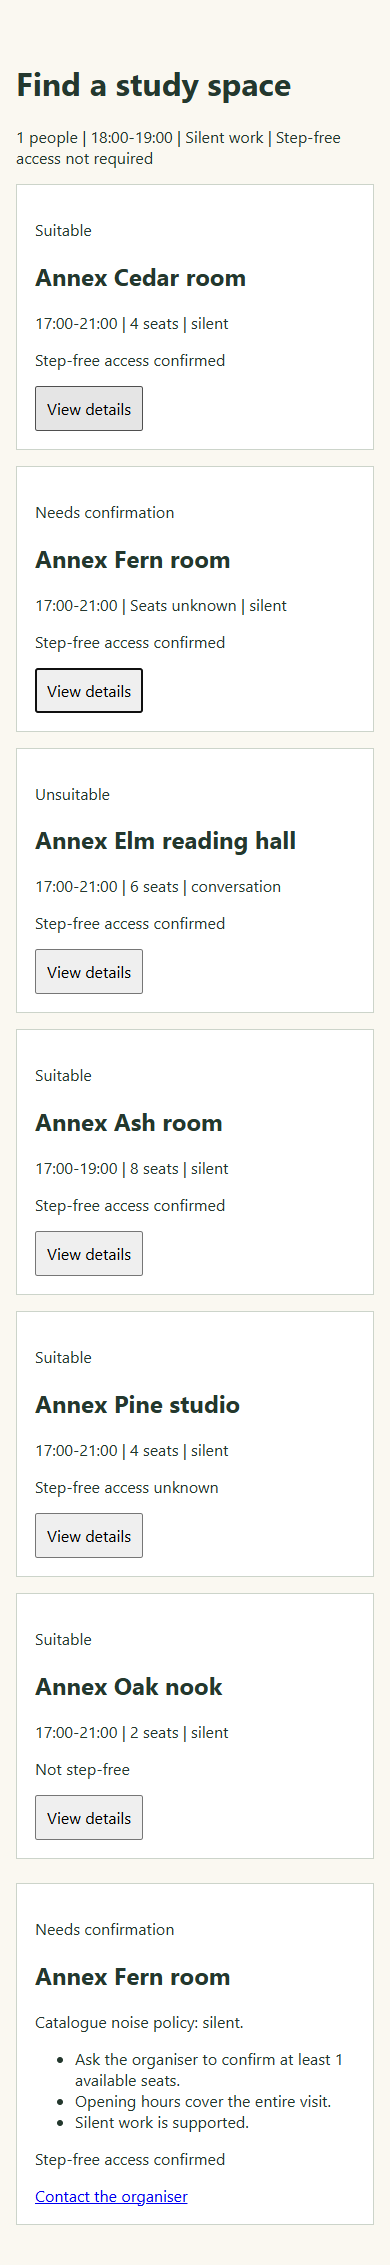 Find a study space
1 people | 18:00-19:00 | Silent work | Step-free
access not required
Suitable
Annex Cedar room
17:00-21:00 | 4 seats | silent
Step-free access confirmed
View details
Needs confirmation
Annex Fern room
17:00-21:00 | Seats unknown | silent
Step-free access confirmed
View details
Unsuitable
Annex Elm reading hall
17:00-21:00 | 6 seats | conversation
Step-free access confirmed
View details
Suitable
Annex Ash room
17:00-19:00 | 8 seats | silent
Step-free access confirmed
View details
Suitable
Annex Pine studio
17:00-21:00 | 4 seats | silent
Step-free access unknown
View details
Suitable
Annex Oak nook
17:00-21:00 | 2 seats | silent
Not step-free
View details
Needs confirmation
Annex Fern room
Catalogue noise policy: silent.
• Ask the organiser to confirm at least 1
available seats.
• Opening hours cover the entire visit.
• Silent work is supported.
Step-free access confirmed
Contact the organiser